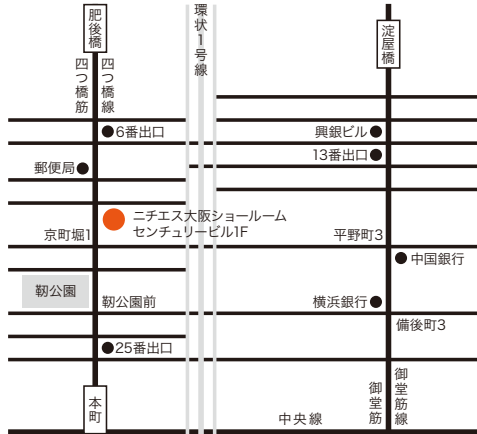 肥後橋
環状1号線
淀屋橋
四つ橋筋
四つ橋線
6番出口
興銀ビル
13番出口
郵便局
ニチエス大阪ショールーム
センチュリービル1F
京町堀1
平野町3
中国銀行
靭公園
靭公園前
横浜銀行
備後町3
25番出口
本町
御堂筋
御堂筋線
中央線